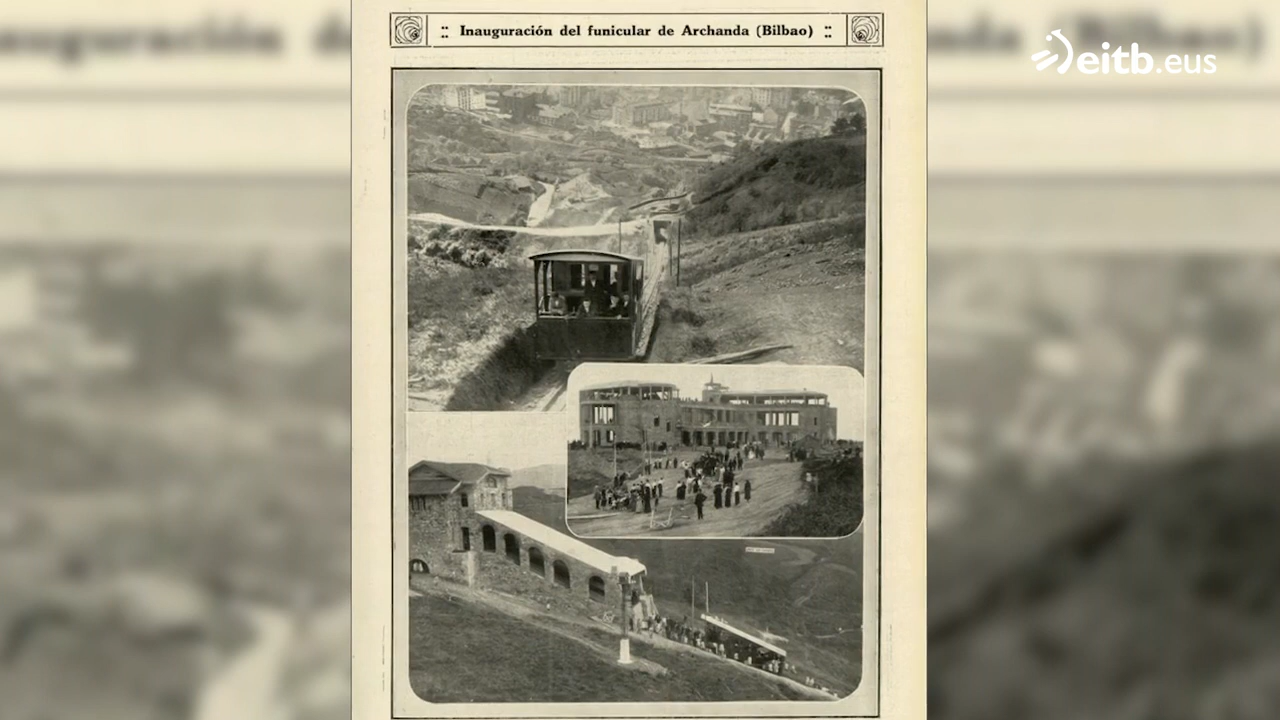 :: Inauguración del funicular de Archanda (Bilbao) ::
eitb.eus